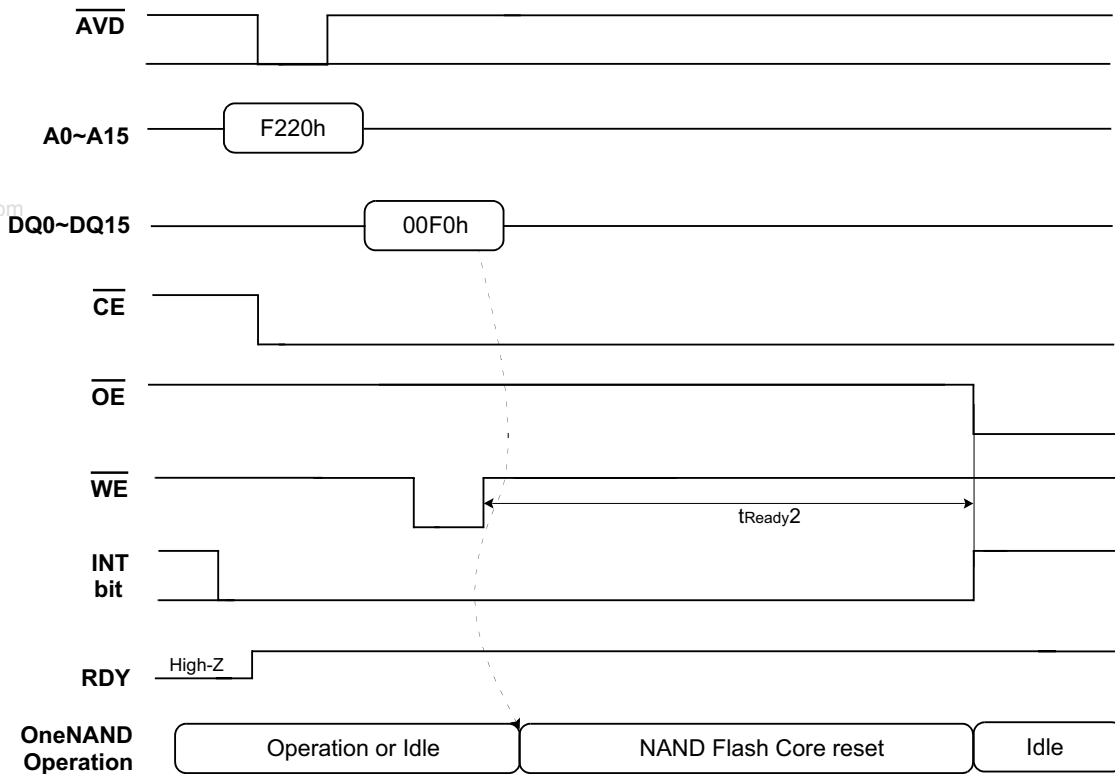 AVD
A0~A15
F220h
om
DQ0~DQ15
00F0h
CE
OE
WE
tReady2
INT
bit
RDY
High-Z
OneNAND
Operation
Operation or Idle
NAND Flash Core reset
Idle